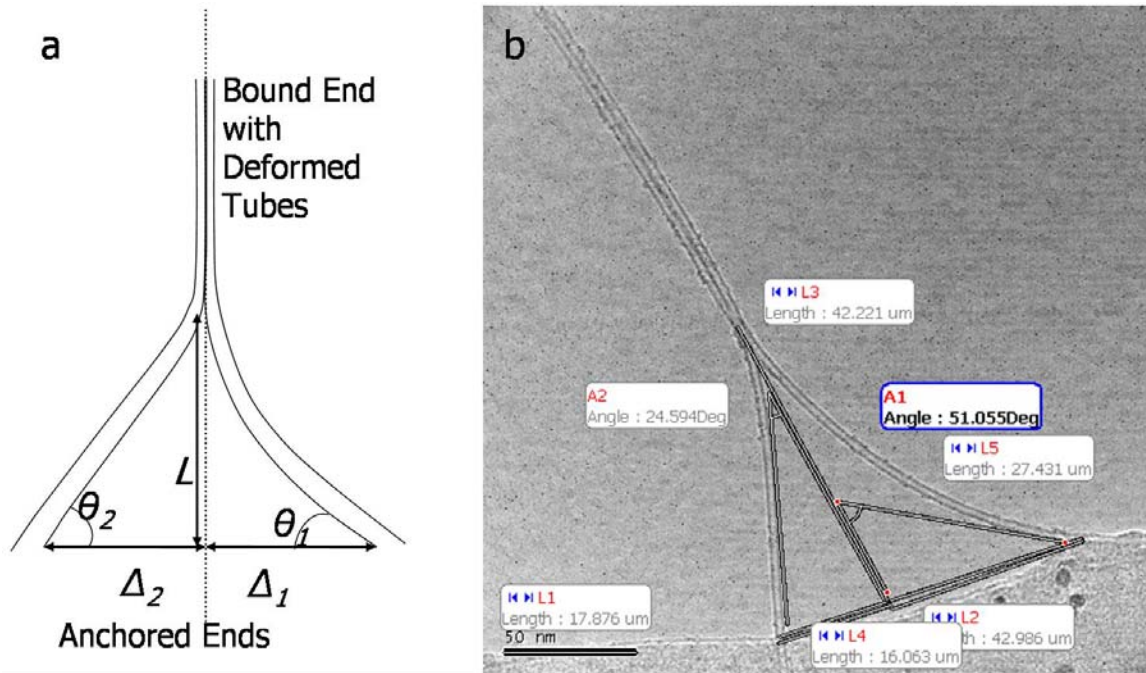 a
Bound End
with
Deformed
Tubes
L
θ2
θ1
Δ2
Δ1
Anchored Ends
b
L3
Length : 42.221 um
A2
Angle : 24.594Deg
A1
Angle : 51.055Deg
L5
Length : 27.431 um
L1
Length : 17.876 um
50 nm
L2
: 42.986 um
L4
Length : 16.063 um